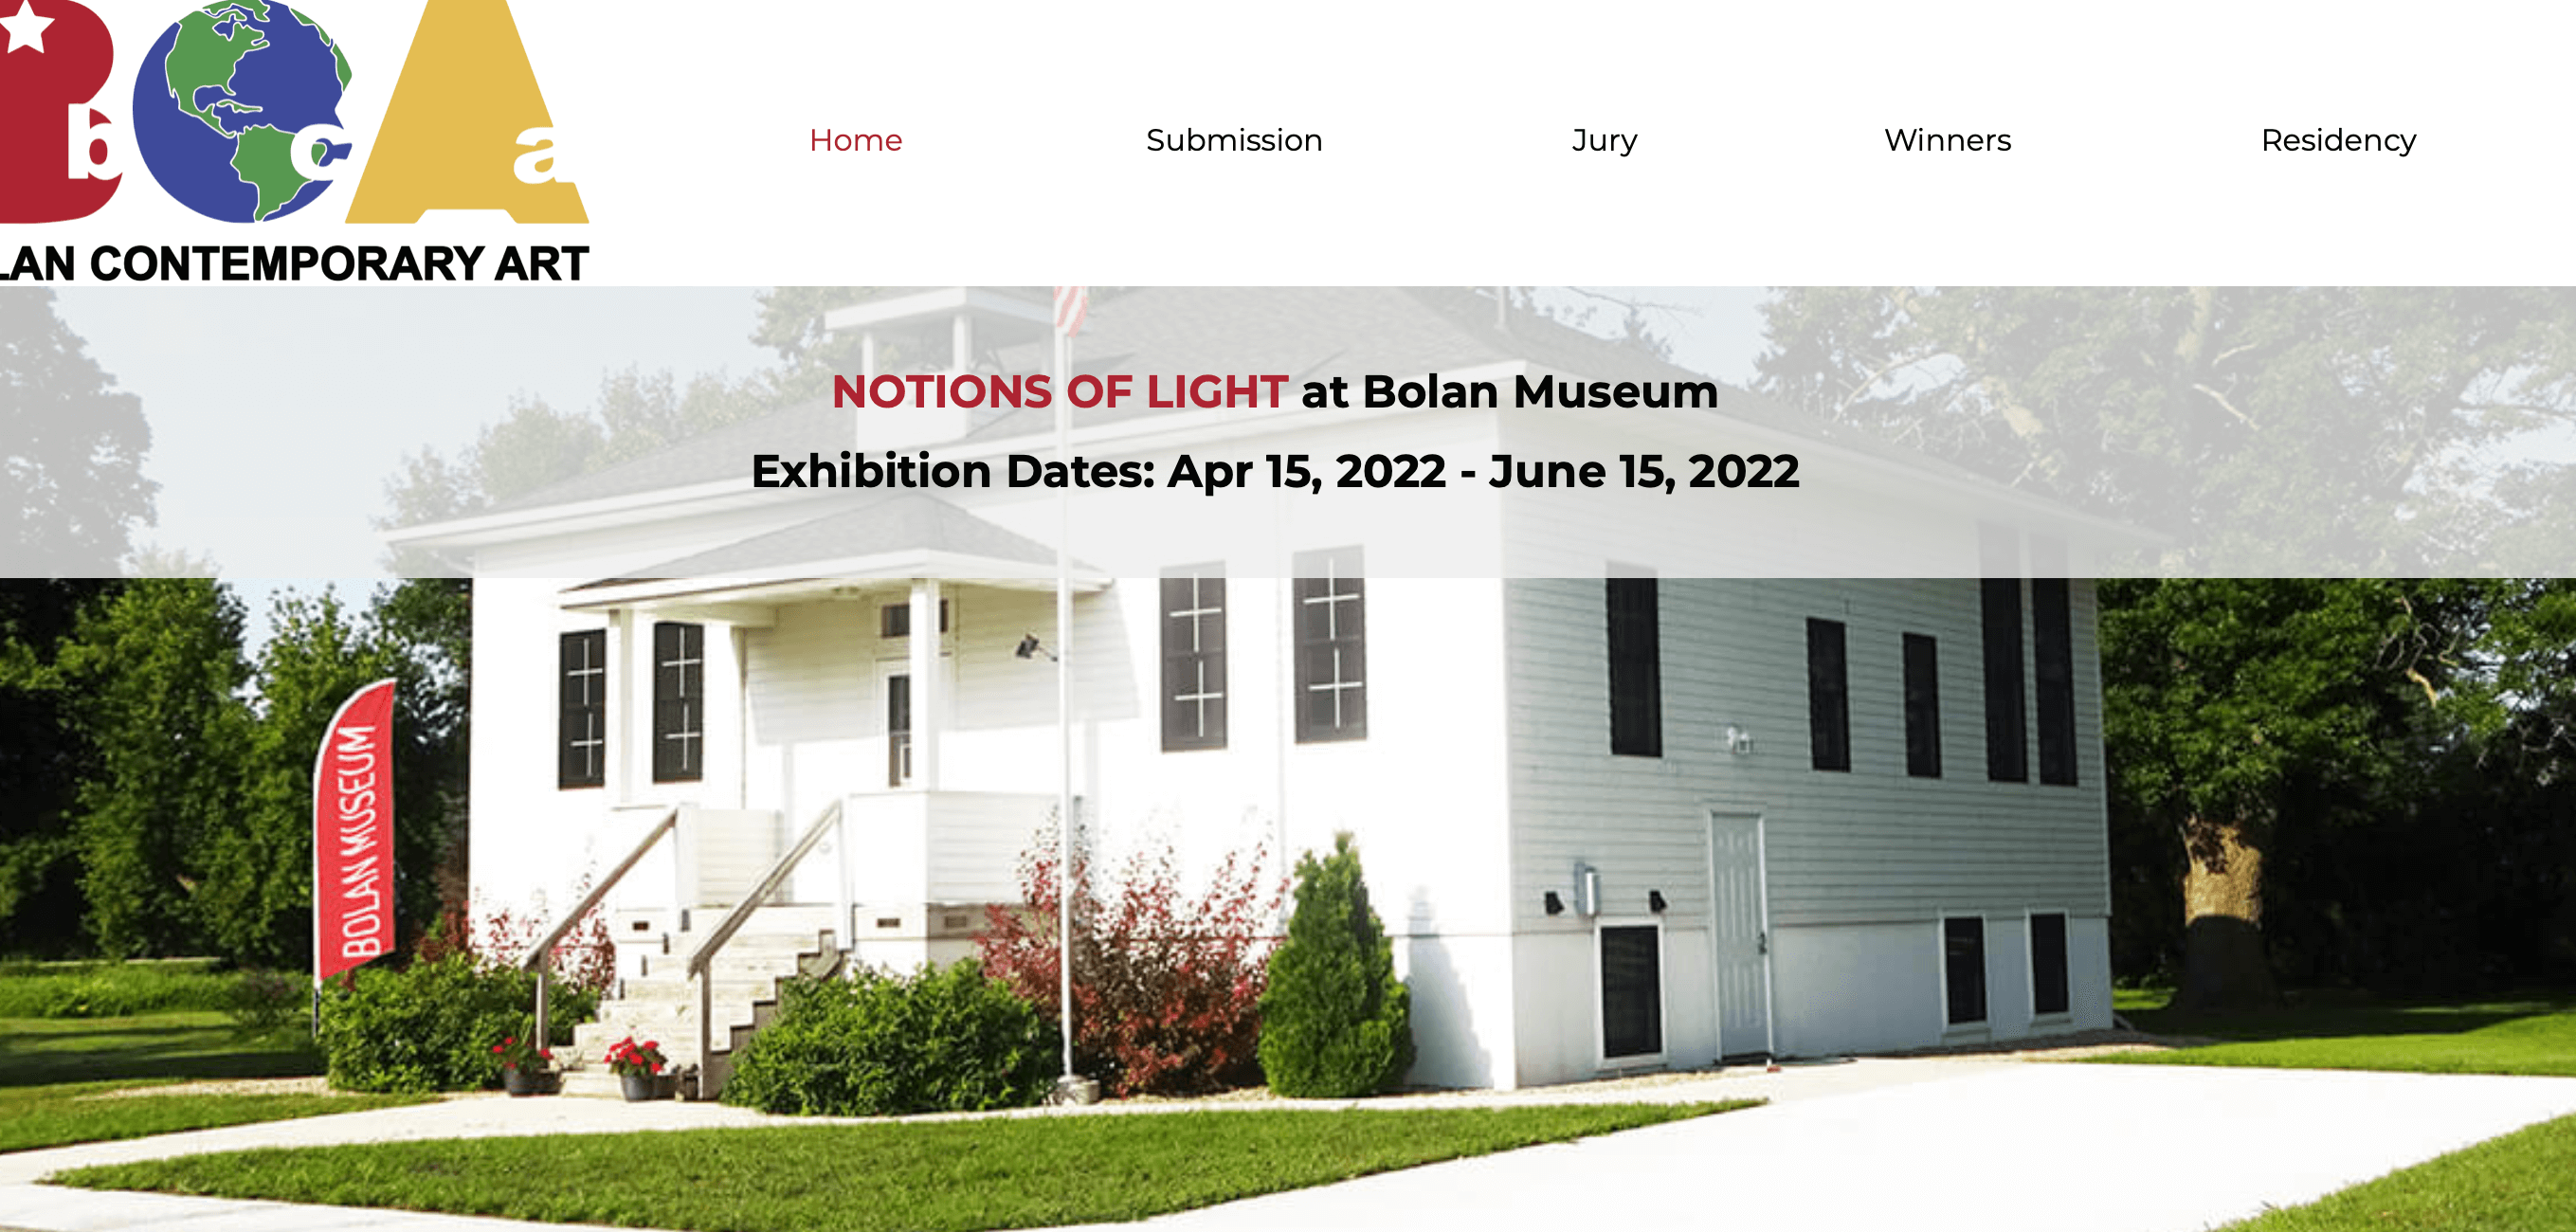 b c a
LAN CONTEMPORARY ART
Home Submission Jury Winners Residency
NOTIONS OF LIGHT at Bolan Museum
Exhibition Dates: Apr 15, 2022 - June 15, 2022
BOLAN MUSEUM